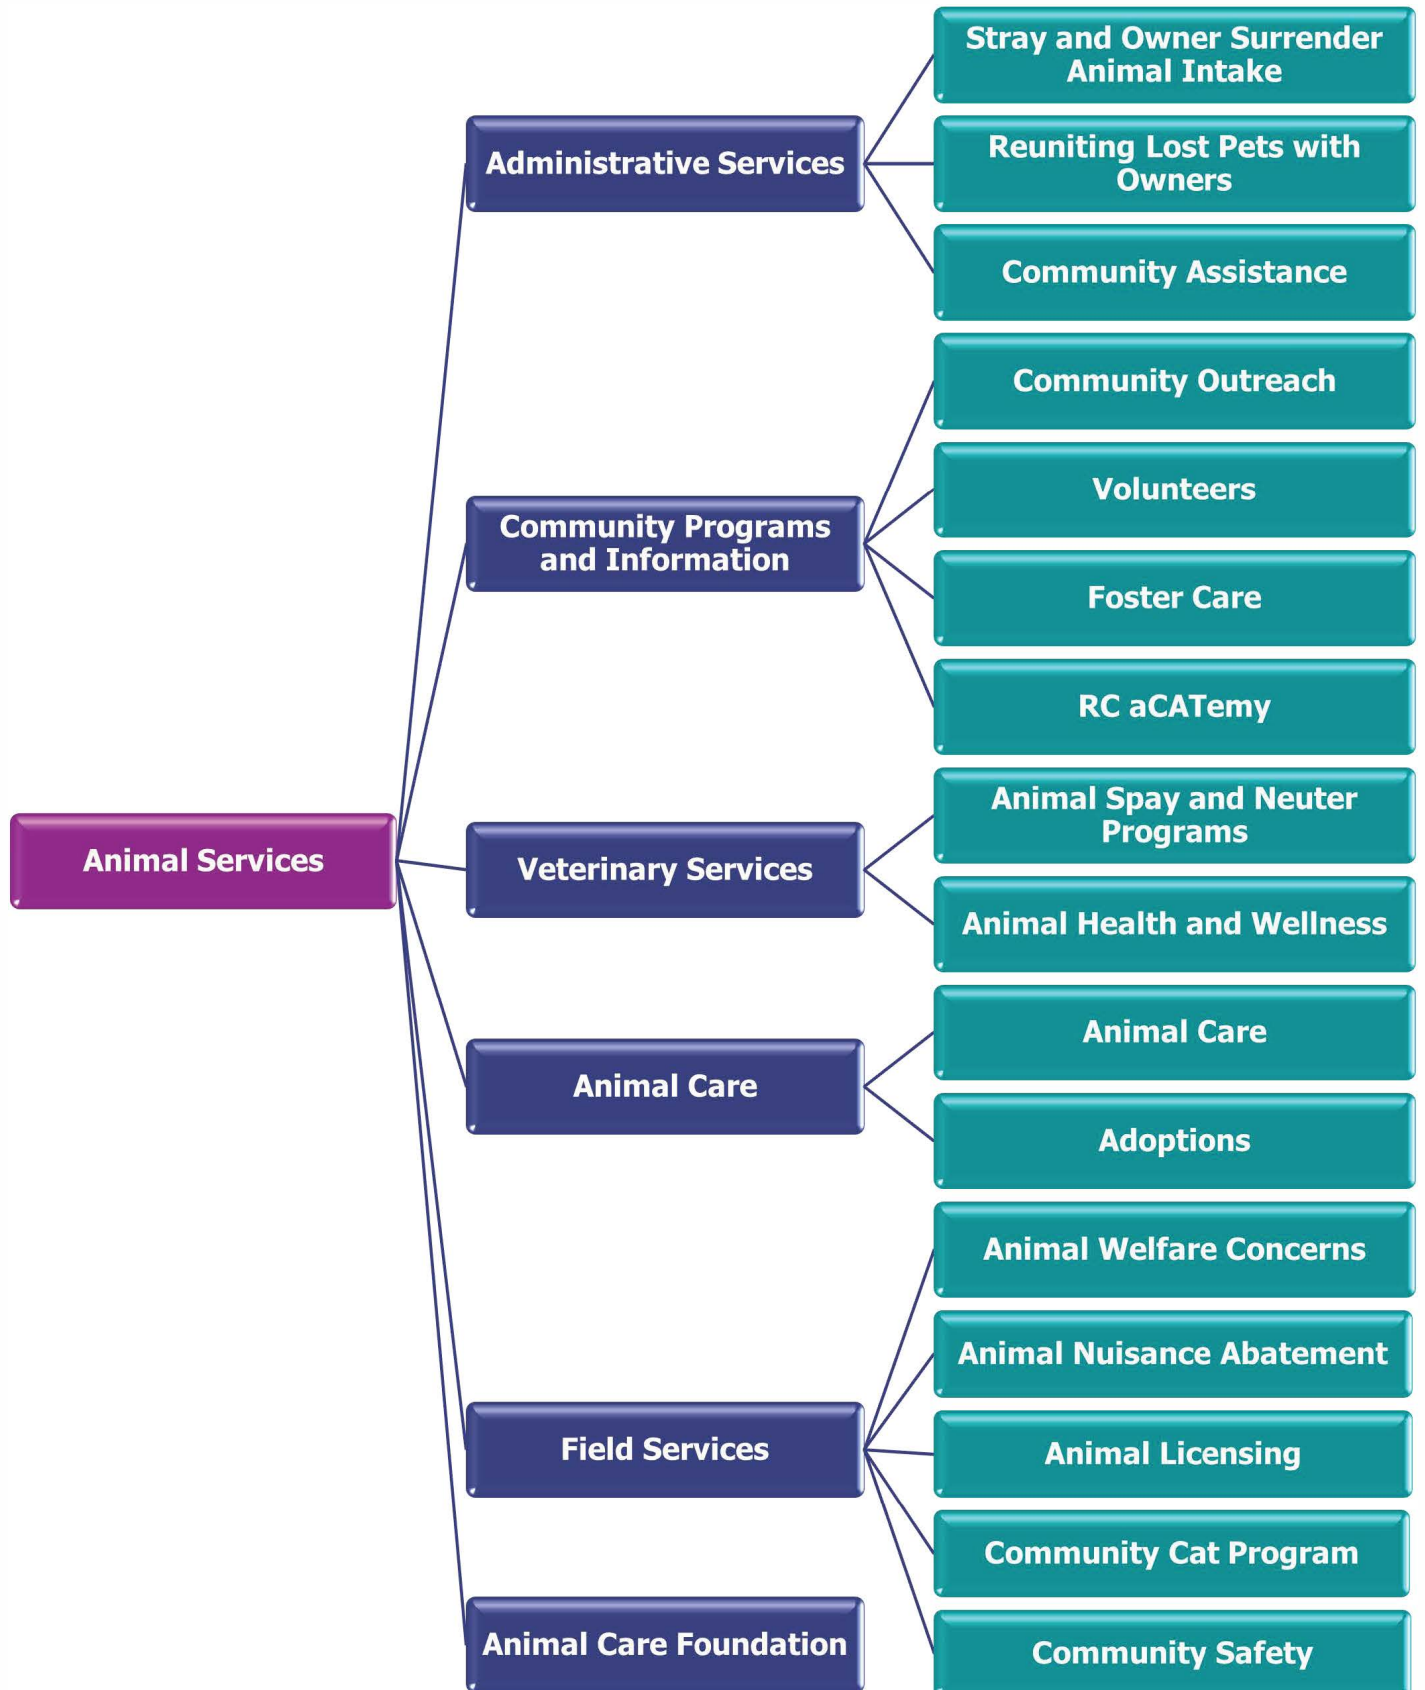 Animal Services
Administrative Services
Stray and Owner Surrender
Animal Intake
Reuniting Lost Pets with
Owners
Community Assistance
Community Programs
and Information
Community Outreach
Volunteers
Foster Care
RC aCATemy
Veterinary Services
Animal Spay and Neuter
Programs
Animal Health and Wellness
Animal Care
Animal Care
Adoptions
Field Services
Animal Welfare Concerns
Animal Nuisance Abatement
Animal Licensing
Community Cat Program
Community Safety
Animal Care Foundation